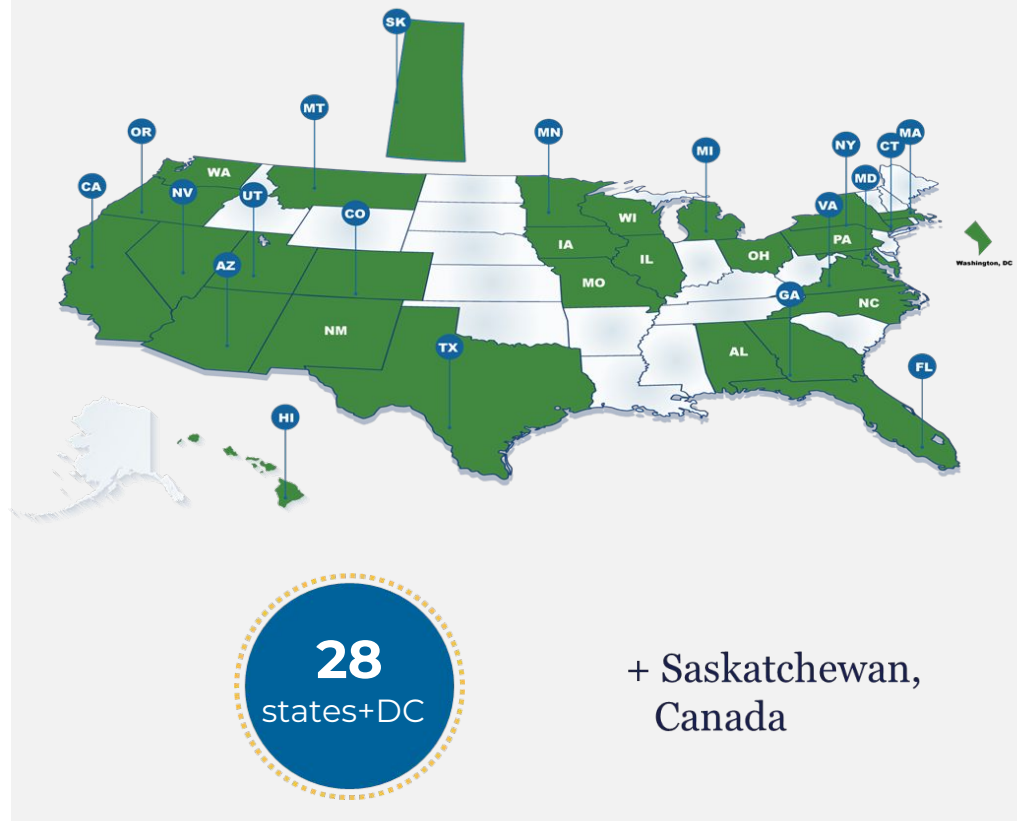 SK
MT
OR
MN
MA
NY
CT
MI
WA
MD
CA
NV
UT
VA
CO
WI
PA
IA
OH
IL
Washington, DC
AZ
MO
GA
NC
NM
TX
AL
FL
HI
28
states+DC
+ Saskatchewan,
Canada